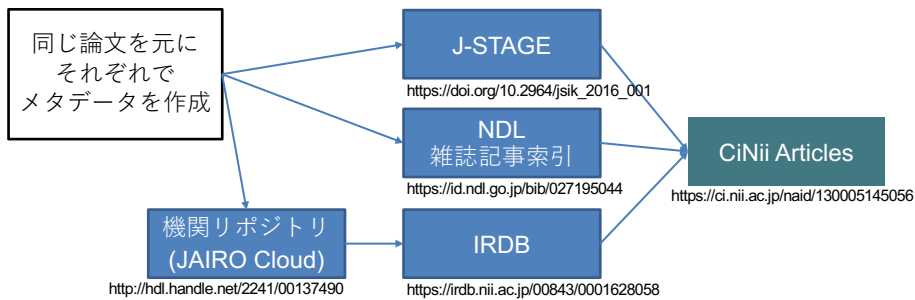 同じ論文を元に
それぞれで
メタデータを作成
J-STAGE
https://doi.org/10.2964/jsik_2016_001
NDL
雑誌記事索引
https://id.ndl.go.jp/bib/027195044
CiNii Articles
https://ci.nii.ac.jp/naid/130005145056
機関リポジトリ
(JAIRO Cloud)
http://hdl.handle.net/2241/00137490
IRDB
https://irdb.nii.ac.jp/00843/0001628058